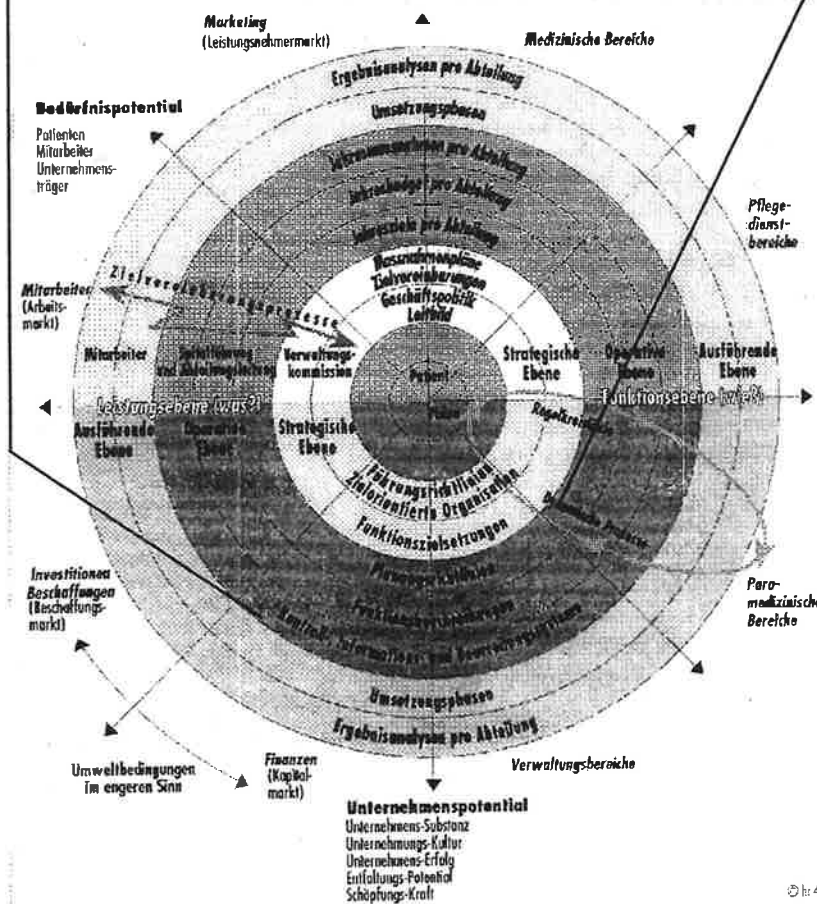 Marketing
(Leistungsnehmermarkt)
Medizinische Bereiche
Ergebnisanalysen pro Abteilung
Bedürfnispotential
Umsetzungsphasen
Patienten
Mitarbeiter
Unternehmens-
träger
Jahresmassnahmen pro Abteilung
Jahresbudget pro Abteilung
Jahresziele pro Abteilung
Pflege-
dienst-
bereiche
Massnahmenpläne
Zielvereinbarungen
Geschäftspolitik
Leitbild
Zielvereinbarungsprozesse
Mitarbeiter
(Arbeits-
markt)
Mitarbeiter
und Abteilungsleitung
Verwaltungs-
kommission
Patient
Strategische
Ebene
Operative
Ebene
Ausführende
Ebene
Leistungsebene (was?)
Funktionsebene (wie?)
Ausführende
Ebene
Operative
Ebene
Strategische
Ebene
Regelkreis
Führungsrichtlinien
Zielorientierte Organisation
Funktionszielsetzungen
Investitionen
Beschaffungen
(Beschaffungs-
markt)
Para-
medizinische
Bereiche
Kontroll-, Informations- und Bewertungssysteme
Umsetzungsphasen
Ergebnisanalysen pro Abteilung
Umweltbedingungen
im engeren Sinn
Finanzen
(Kapital-
markt)
Verwaltungsbereiche
Unternehmenspotential
Unternehmens-Substanz
Unternehmungs-Kultur
Unternehmens-Erfolg
Entfaltungs-Potential
Schöpfungs-Kraft